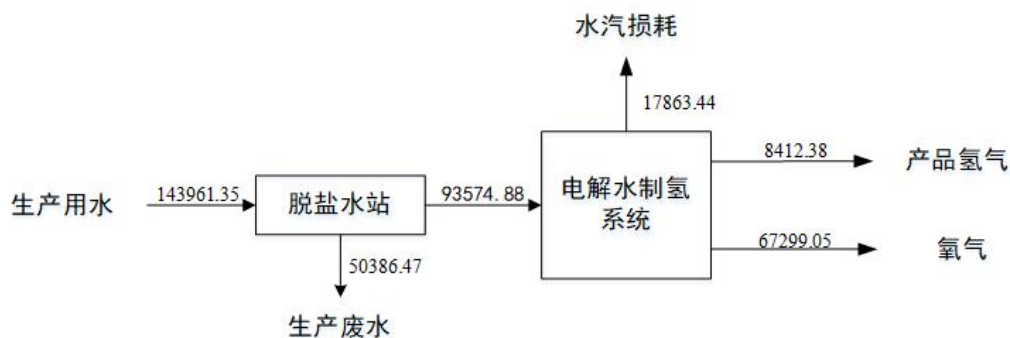 水汽损耗
17863.44
8412.38
产品氢气
生产用水
143961.35
脱盐水站
93574.88
电解水制氢
系统
67299.05
氧气
50386.47
生产废水